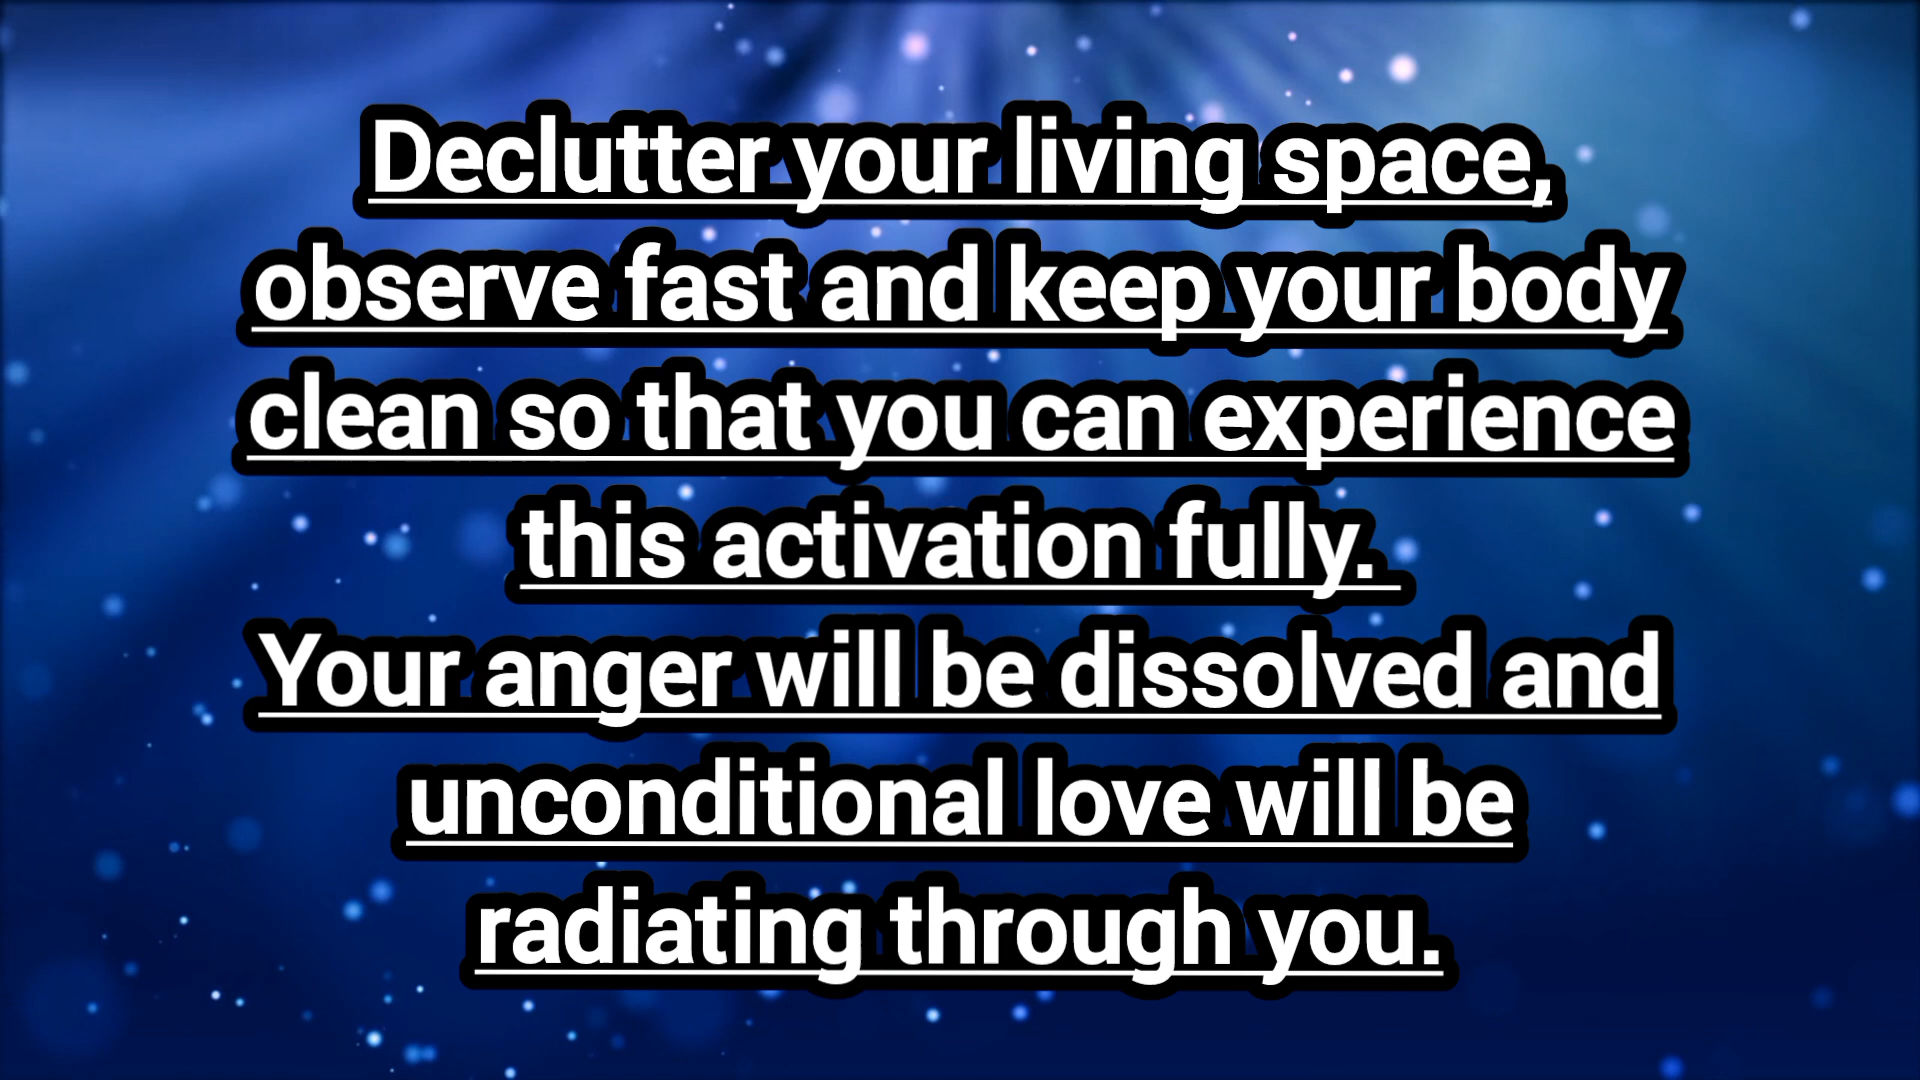 Declutter your living space,
observe fast and keep your body
clean so that you can experience
this activation fully.
Your anger will be dissolved and
unconditional love will be
radiating through you.